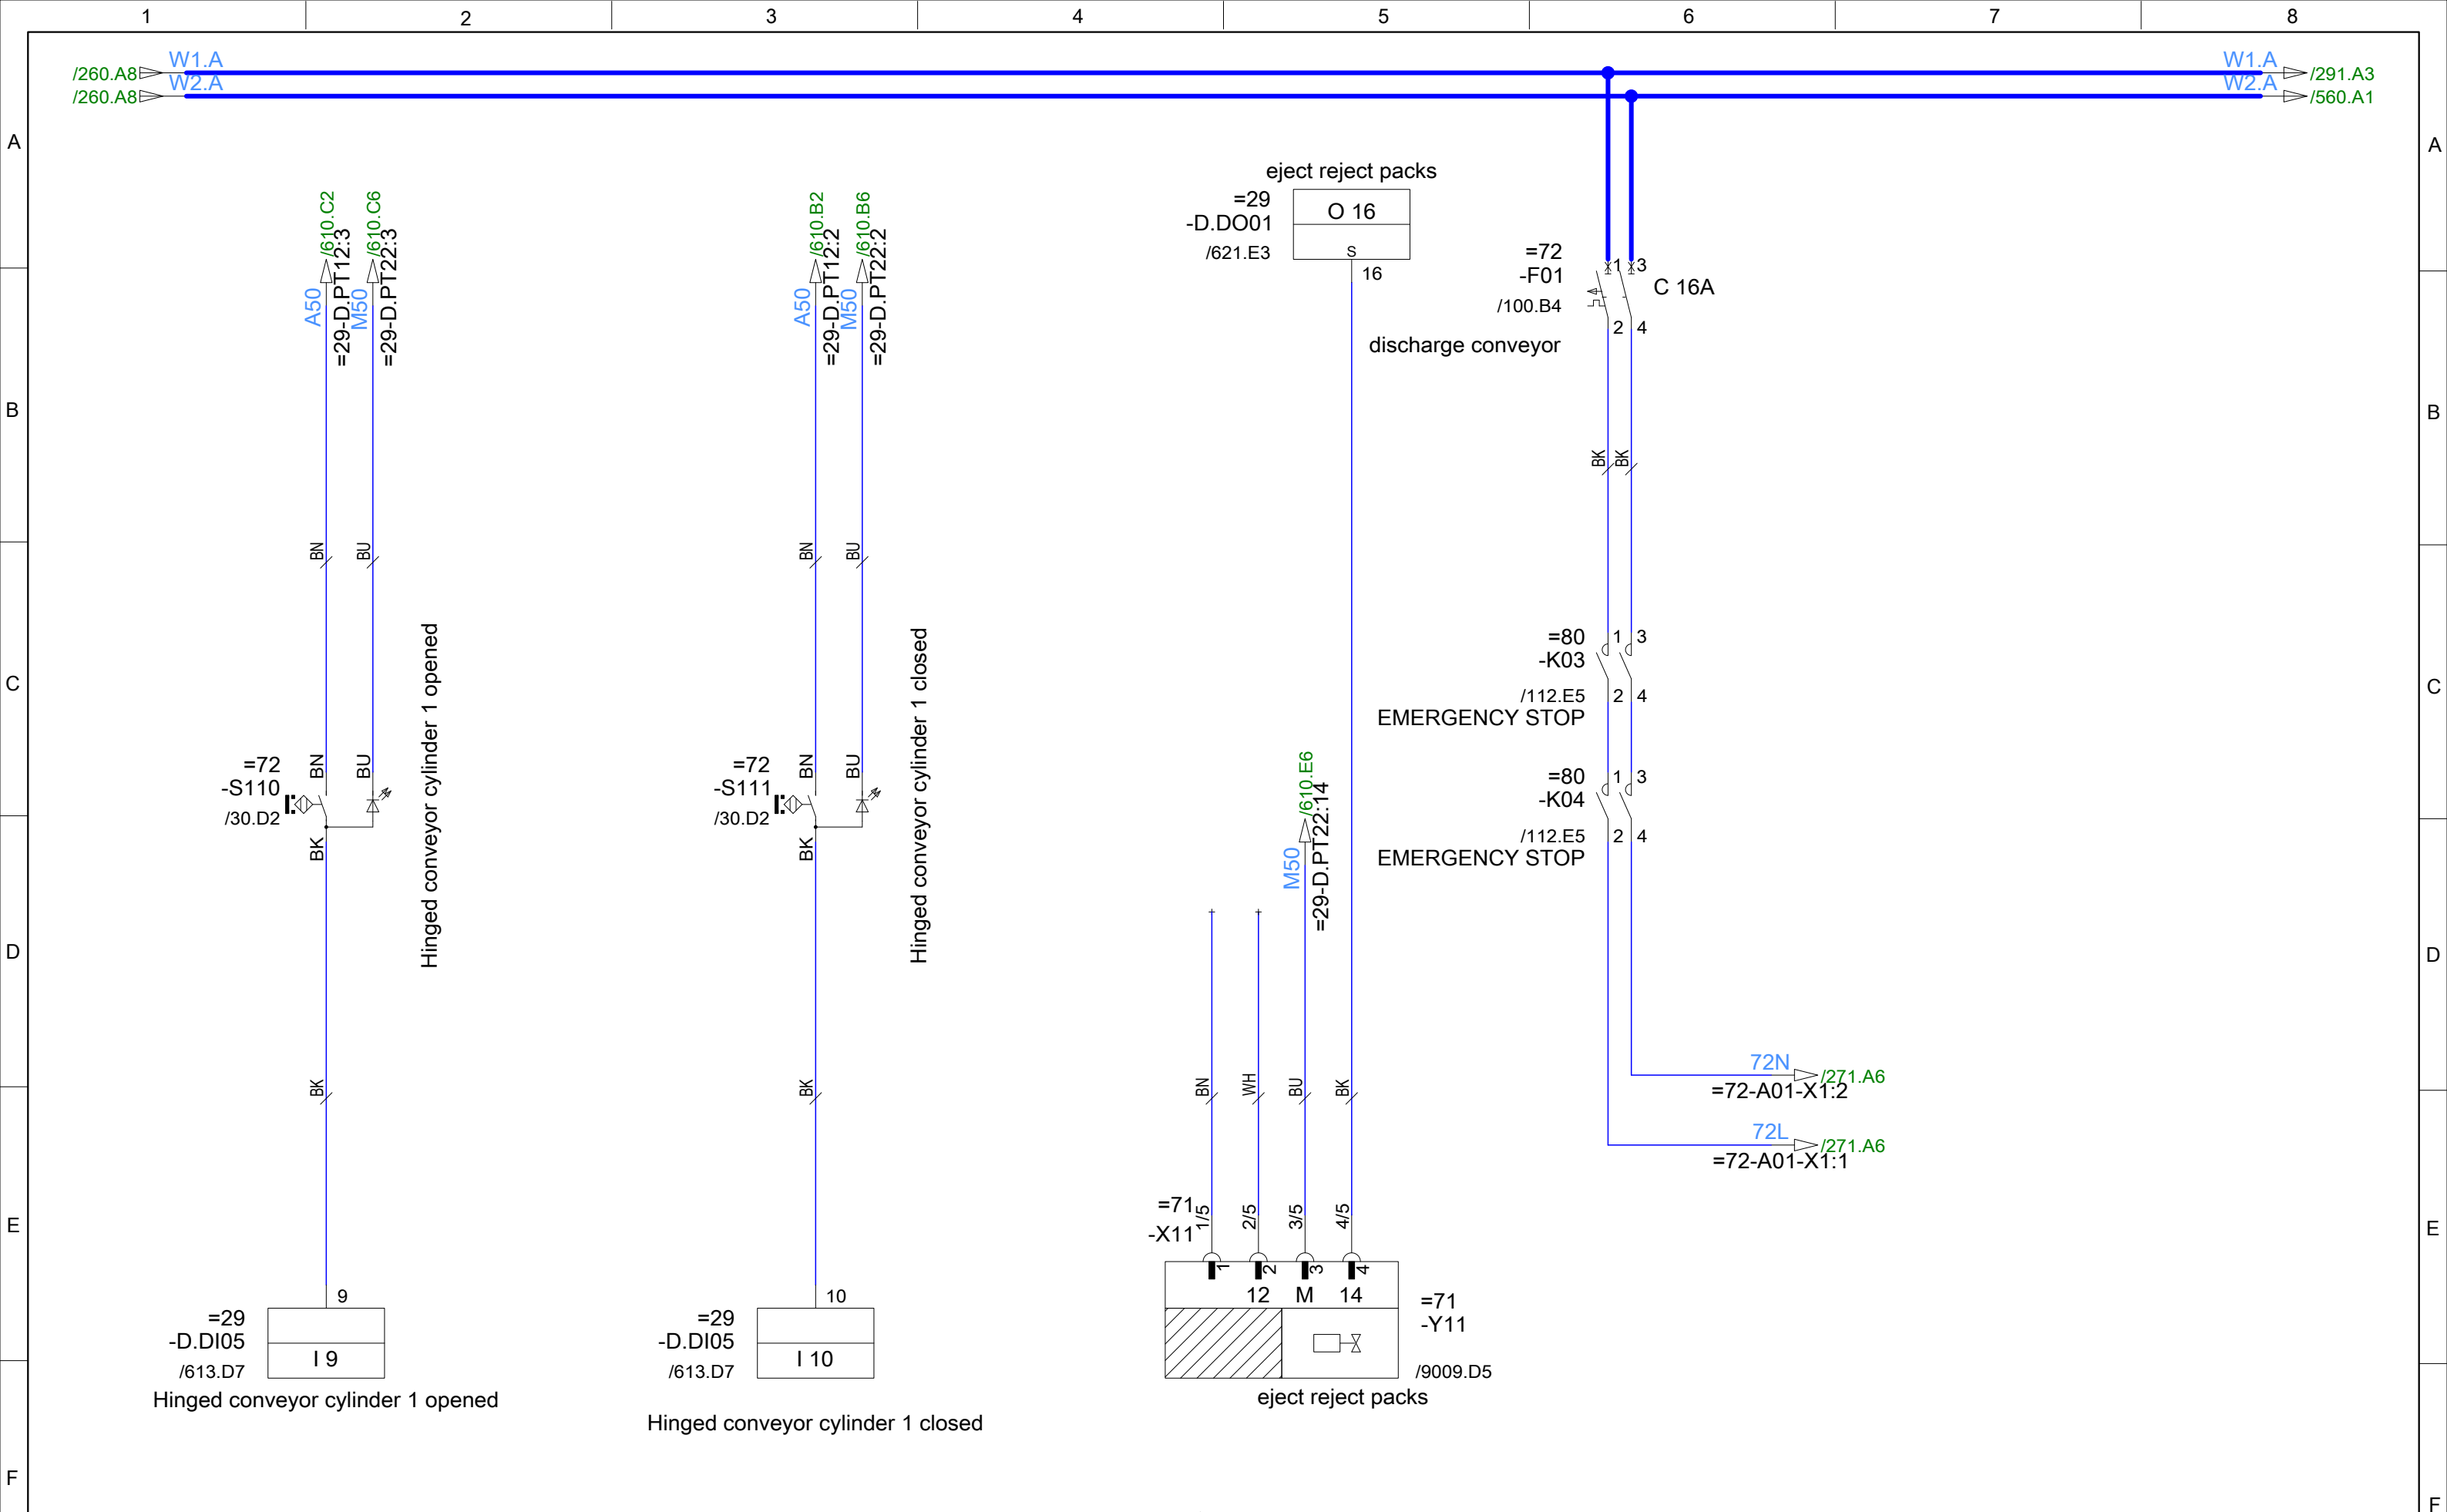 1 2 3 4 5 6 7 8
/260.A8 W1.A W1.A /291.A3
/260.A8 W2.A W2.A /560.A1
A A
B B
C C
D D
E E
F F
/610.C2
=29-D.PT12:3
A50
/610.C6
=29-D.PT22:3
M50
BN BU
=72
-S110
/30.D2
BN BU
BK
Hinged conveyor cylinder 1 opened
BK
9
=29
-D.DI05
/613.D7
I 9
Hinged conveyor cylinder 1 opened
/610.B2
=29-D.PT12:2
A50
/610.B6
=29-D.PT22:2
M50
BN BU
=72
-S111
/30.D2
BN BU
BK
Hinged conveyor cylinder 1 closed
BK
10
=29
-D.DI05
/613.D7
I 10
Hinged conveyor cylinder 1 closed
eject reject packs
=29
-D.DO01
/621.E3
O 16
S
16
/610.E6
=29-D.PT22:14
M50
BN WH BU BK
=71
-X11
1/5 2/5 3/5 4/5
1 2 3 4
12 M 14
=71
-Y11
/9009.D5
eject reject packs
=72
-F01
/100.B4
1 3
C 16A
2 4
discharge conveyor
BK BK
=80
-K03
1 3
/112.E5
2 4
EMERGENCY STOP
=80
-K04
1 3
/112.E5
2 4
EMERGENCY STOP
72N
/271.A6
=72-A01-X1:2
72L
/271.A6
=72-A01-X1:1